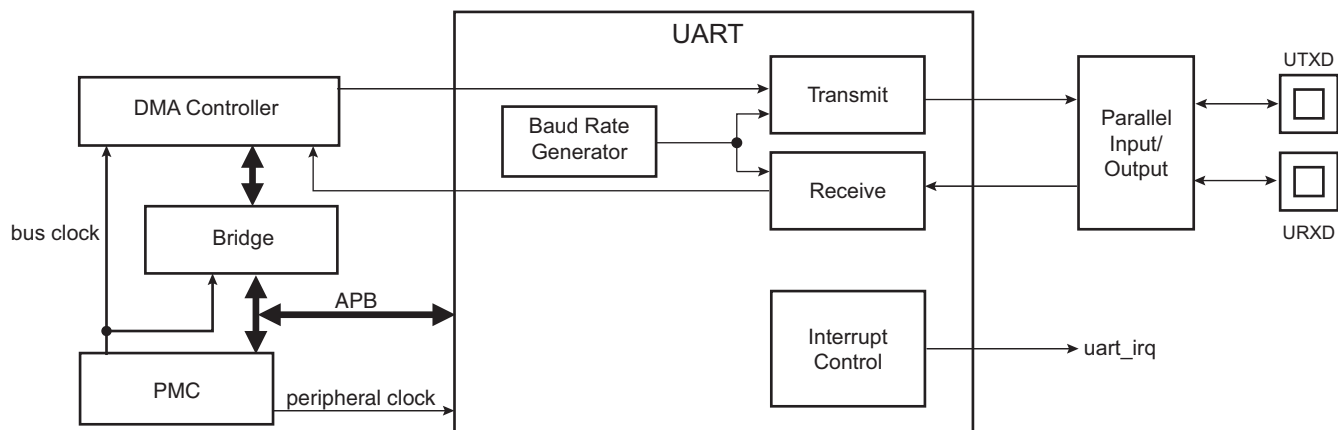 UART
UTXD
DMA Controller
Transmit
Baud Rate
Generator
Parallel
Input/
Output
Receive
bus clock
Bridge
URXD
APB
Interrupt
Control
uart_irq
PMC
peripheral clock